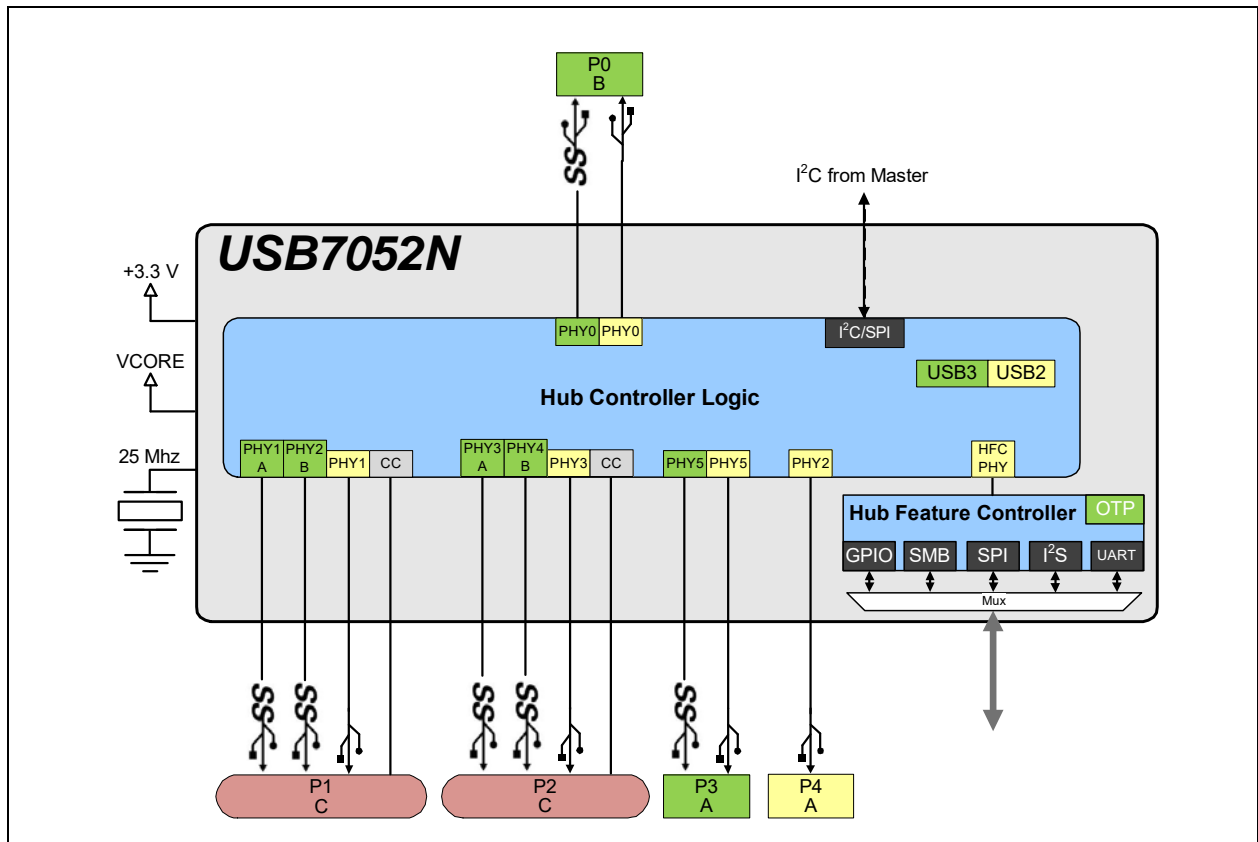 P0
B
SS
I²C from Master
USB7052N
+3.3 V
PHY0 PHY0
I²C/SPI
VCORE
USB3 USB2
Hub Controller Logic
25 Mhz
PHY1
A
PHY2
B
PHY1
CC
PHY3
A
PHY4
B
PHY3
CC
PHY5 PHY5
PHY2
HFC
PHY
Hub Feature Controller
OTP
GPIO SMB SPI I²S UART
Mux
SS SS SS SS SS
P1
C
P2
C
P3
A
P4
A